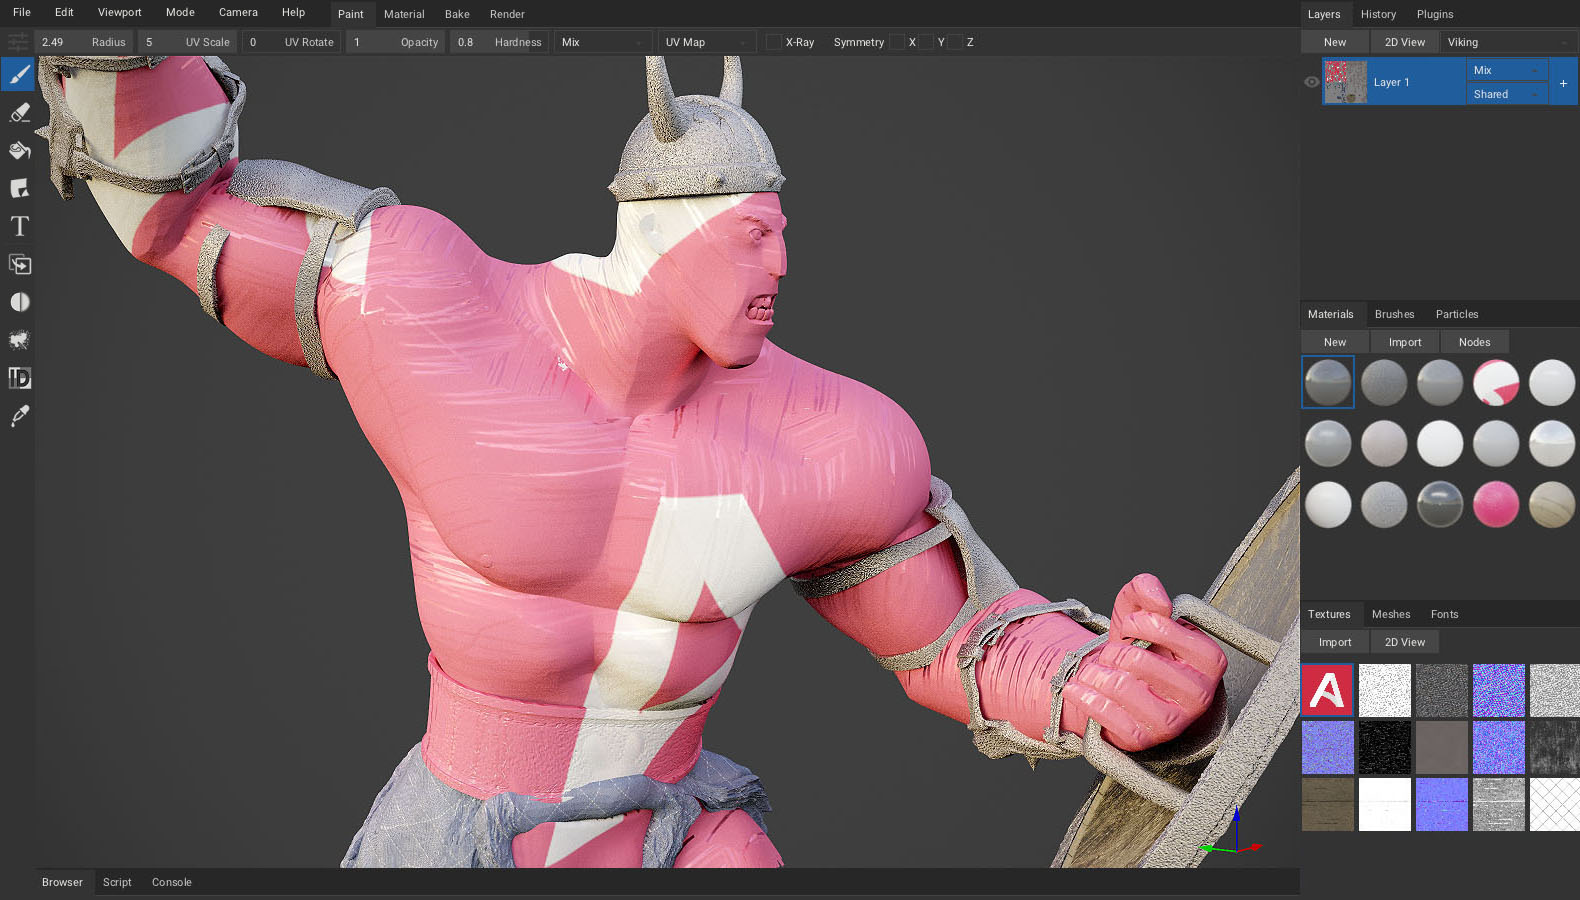 File Edit Viewport Mode Camera Help Paint Material Bake Render
2.49 Radius 5 UV Scale 0 UV Rotate 1 Opacity 0.8 Hardness Mix UV Map X-Ray Symmetry X Y Z
T
ID
Layers History Plugins
New 2D View Viking
Layer 1 Mix
Shared
+
Materials Brushes Particles
New Import Nodes
Textures Meshes Fonts
Import 2D View
A
Browser Script Console